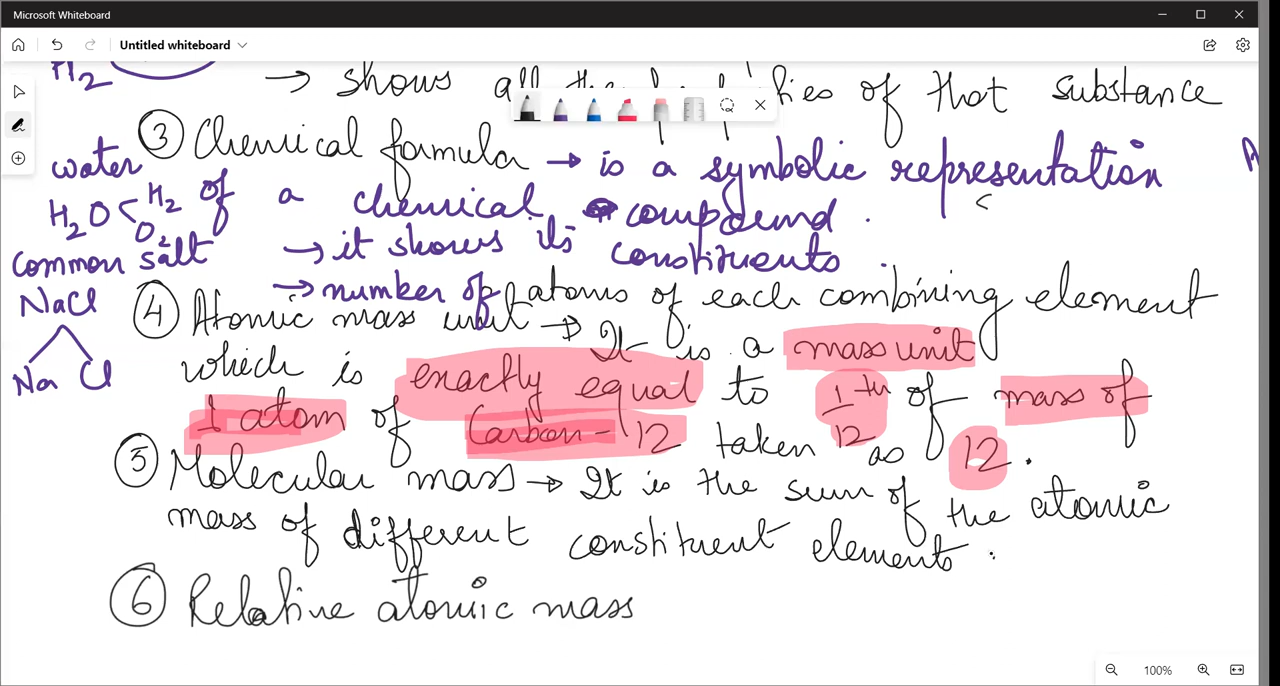 Microsoft Whiteboard
Untitled whiteboard
H2
→ shows all the of that substance
③ Chemical formula → is a symbolic representation
water
H2O H2 O2
of a chemical compound.
common salt
→ it shows its constituents.
NaCl
Na Cl
→ number of atoms of each combining element
④ Atomic mass unit → It is a mass unit
which is exactly equal to 1/12 th of mass of
1 atom of Carbon-12 taken as 12.
⑤ Molecular mass → It is the sum of the atomic
mass of different constituent elements.
⑥ Relative atomic mass
100%